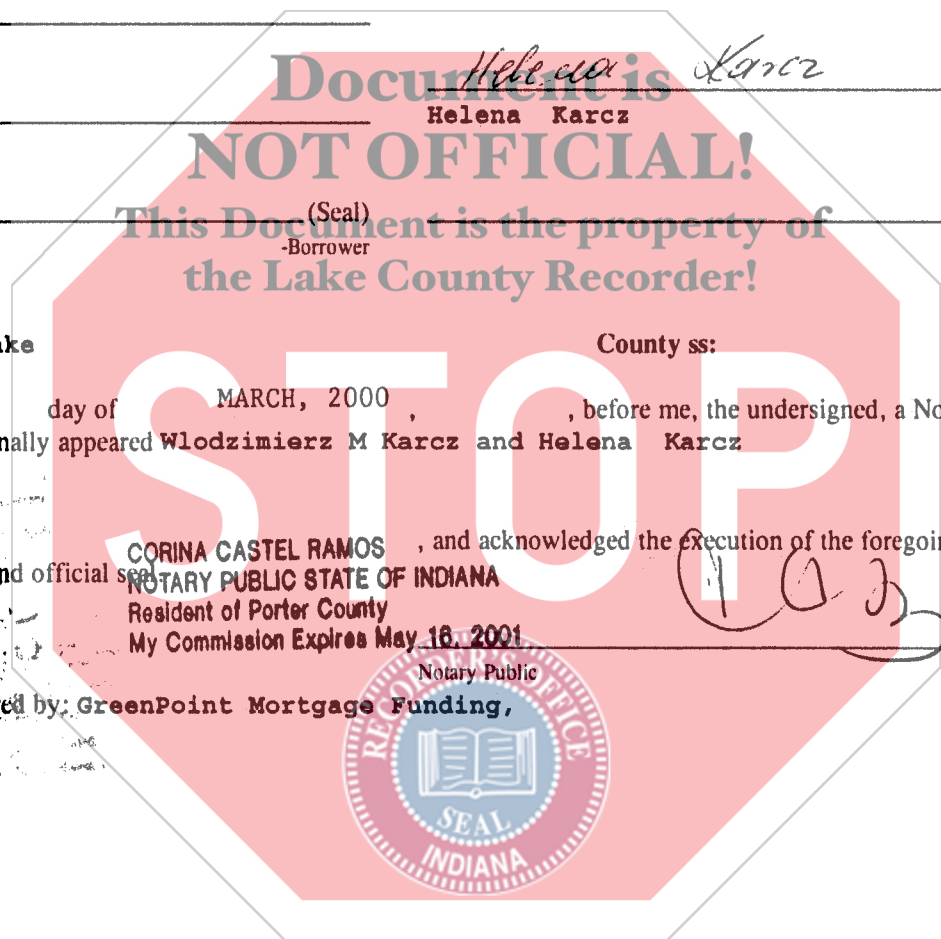 Helena Karcz
Document is
Helena Karcz
NOT OFFICIAL!
(Seal)
This Document is the property of
-Borrower
the Lake County Recorder!
ke
County ss:
STOP
day of MARCH, 2000 , , before me, the undersigned, a No
nally appeared Wlodzimierz M Karcz and Helena Karcz
CORINA CASTEL RAMOS , and acknowledged the execution of the foregoin
nd official seal.
NOTARY PUBLIC STATE OF INDIANA
Resident of Porter County
My Commission Expires May 18, 2001
Notary Public
ed by: GreenPoint Mortgage Funding,
RECORDER'S OFFICE
SEAL
INDIANA